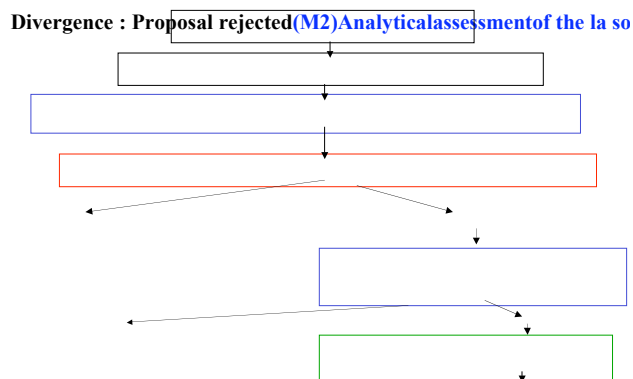 Divergence : Proposal rejected(M2)Analyticalassessmentof the la so